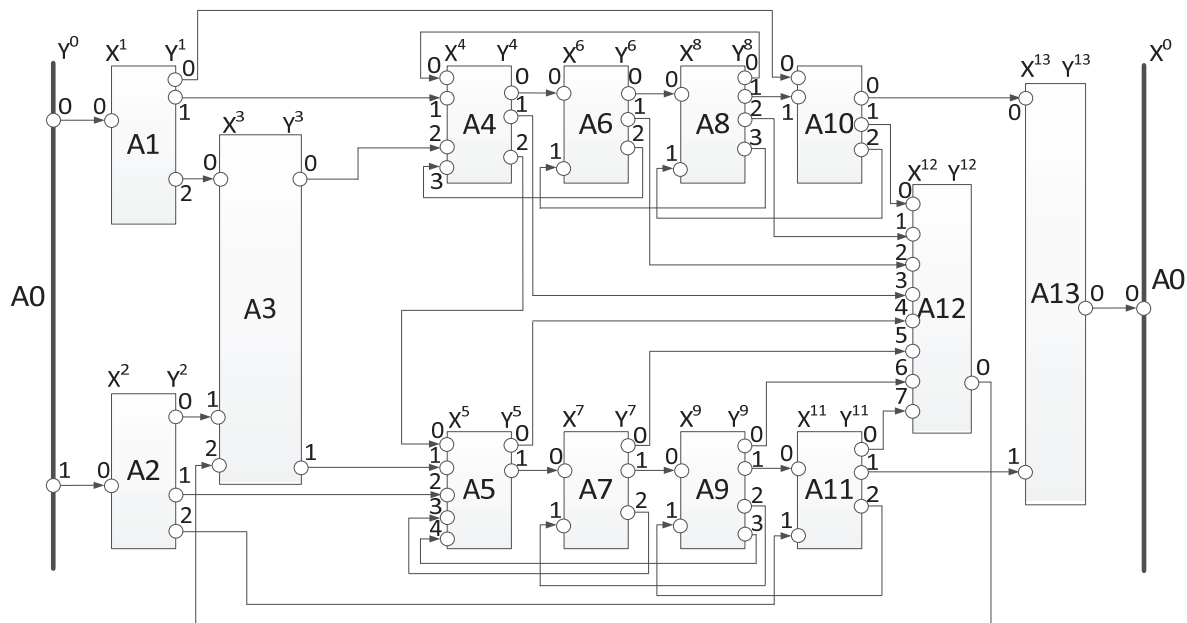 Y⁰ X¹ Y¹ X⁴ Y⁴ X⁶ Y⁶ X⁸ Y⁸ X¹³ Y¹³ X⁰
0 0 A1 0 1 2
X³ Y³
0 1 2 A3 0 1
0 1 2 3 A4 0 1 2
0 1 A6 0 1 2
0 1 A8 0 1 2 3
0 1 A10 0 1 2
X¹² Y¹²
0 1 2 3 4 5 6 7 A12 0
0 1 A13 0 0
A0 A0
X² Y² X⁵ Y⁵ X⁷ Y⁷ X⁹ Y⁹ X¹¹ Y¹¹
1 0 A2 0 1 2
0 1 2 3 4 A5 0 1
0 1 A7 0 1 2
0 1 A9 0 1 2 3
0 1 A11 0 1 2